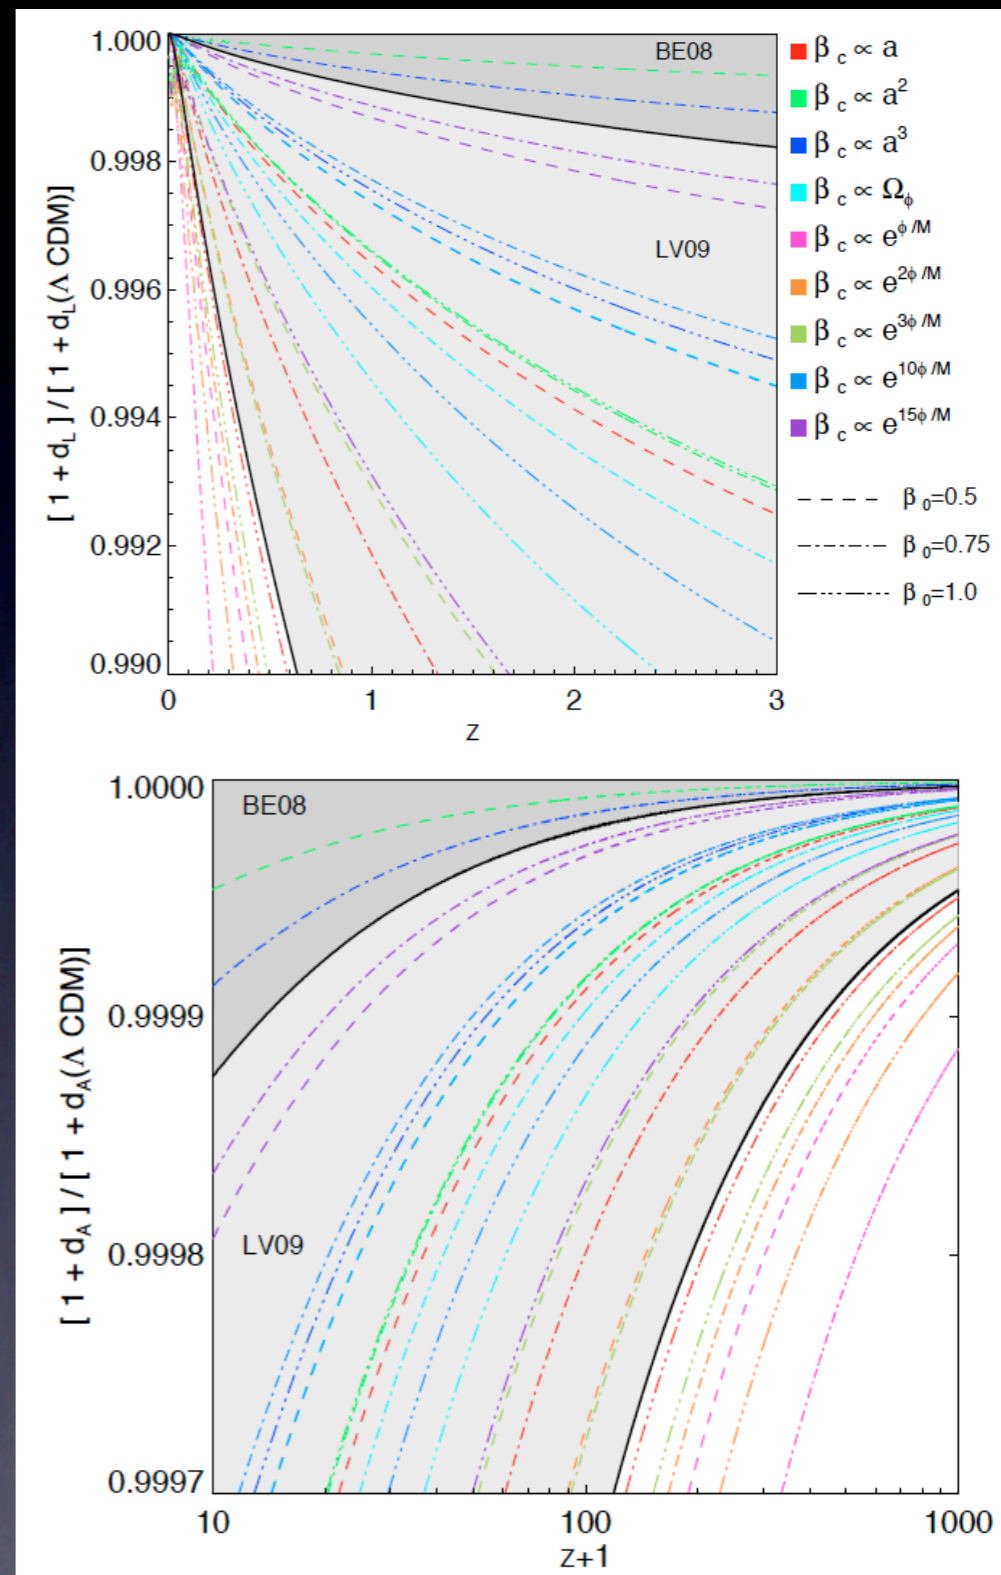 [ 1 + d_L ] / [ 1 + d_L(Λ CDM)]
1.000
0.998
0.996
0.994
0.992
0.990
BE08
LV09
0
1
2
3
z
β_c ∝ a
β_c ∝ a²
β_c ∝ a³
β_c ∝ Ω_ϕ
β_c ∝ e^{ϕ/M}
β_c ∝ e^{2ϕ/M}
β_c ∝ e^{3ϕ/M}
β_c ∝ e^{10ϕ/M}
β_c ∝ e^{15ϕ/M}
β_0=0.5
β_0=0.75
β_0=1.0
[ 1 + d_A ] / [ 1 + d_A(Λ CDM)]
1.0000
0.9999
0.9998
0.9997
BE08
LV09
10
100
1000
z+1